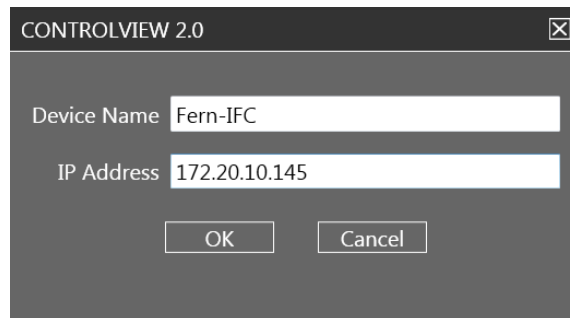 CONTROLVIEW 2.0
Device Name Fern-IFC
IP Address 172.20.10.145
OK Cancel